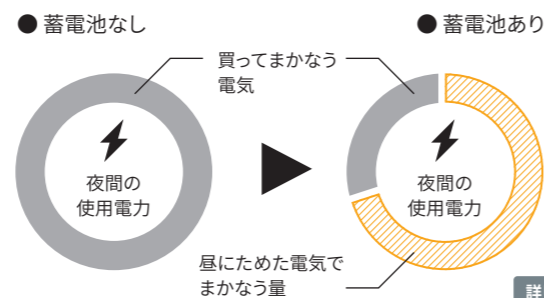 ● 蓄電池なし
● 蓄電池あり
買ってまかなう
電気
夜間の
使用電力
夜間の
使用電力
昼にためた電気で
まかなう量
詳